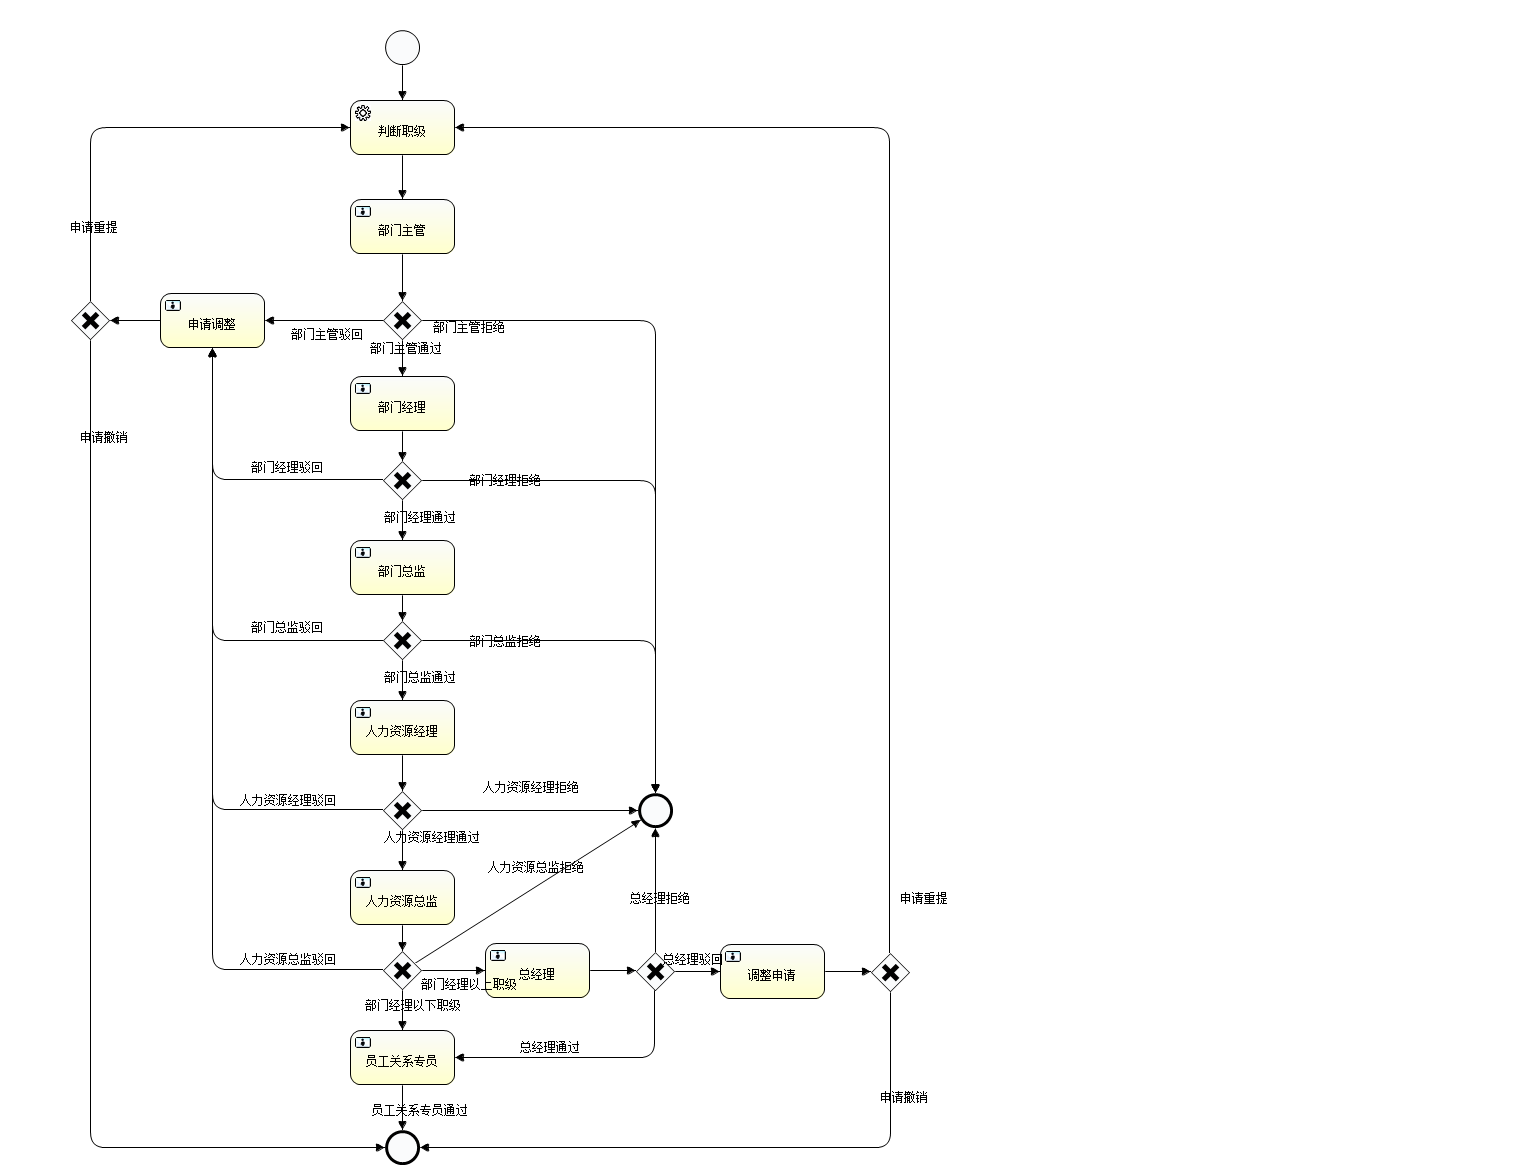 判断职级
申请重提
部门主管
申请调整
部门主管驳回
部门主管拒绝
部门主管通过
部门经理
申请撤销
部门经理驳回
部门经理拒绝
部门经理通过
部门总监
部门总监驳回
部门总监拒绝
部门总监通过
人力资源经理
人力资源经理驳回
人力资源经理拒绝
人力资源经理通过
人力资源总监拒绝
人力资源总监
总经理拒绝
申请重提
人力资源总监驳回
总经理驳回
总经理
调整申请
部门经理以上职级
部门经理以下职级
总经理通过
员工关系专员
申请撤销
员工关系专员通过